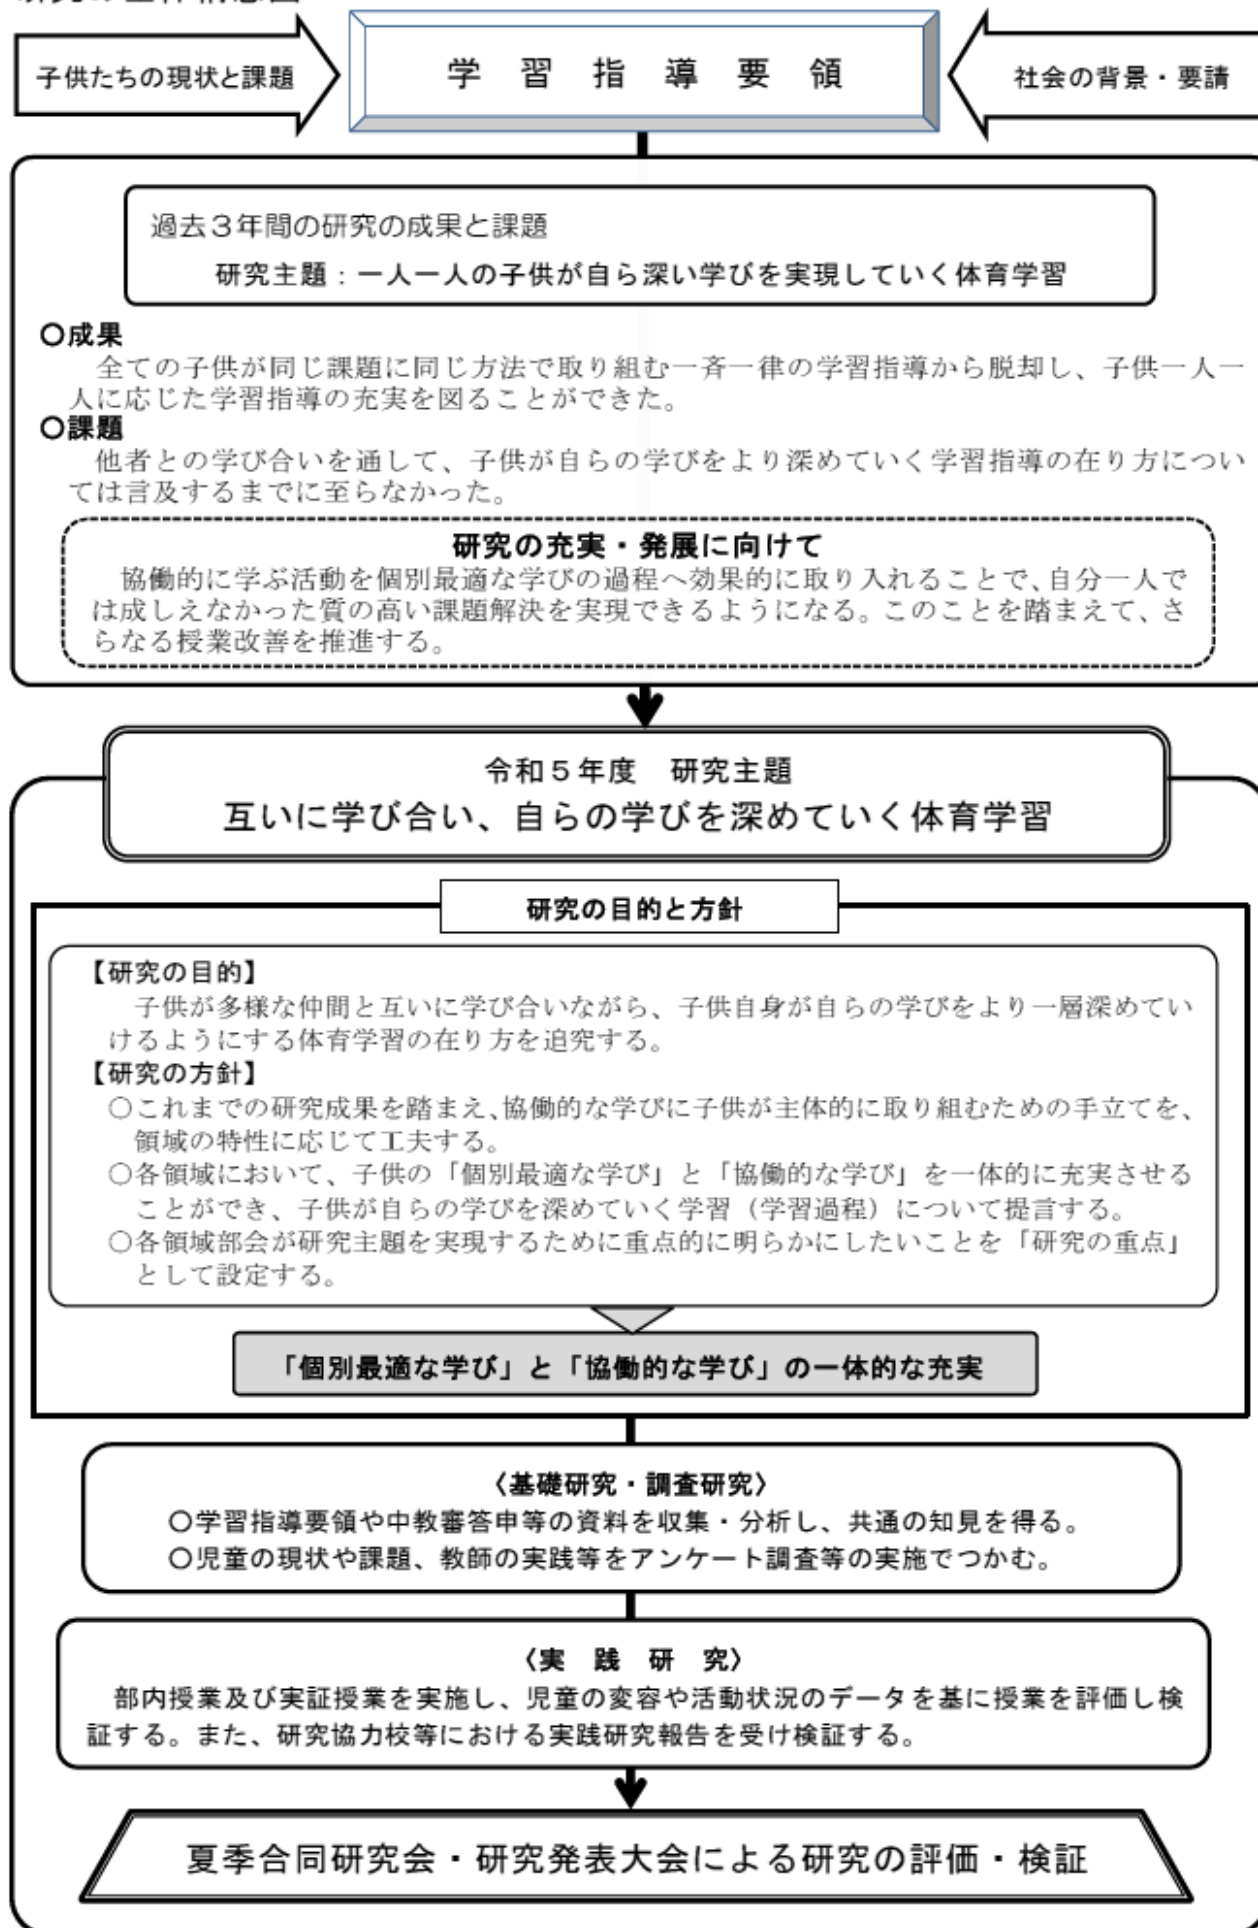 子供たちの現状と課題
学習指導要領
社会の背景・要請
過去３年間の研究の成果と課題
研究主題：一人一人の子供が自ら深い学びを実現していく体育学習
〇成果
全ての子供が同じ課題に同じ方法で取り組む一斉一律の学習指導から脱却し、子供一人一
人に応じた学習指導の充実を図ることができた。
〇課題
他者との学び合いを通して、子供が自らの学びをより深めていく学習指導の在り方につい
ては言及するまでに至らなかった。
研究の充実・発展に向けて
協働的に学ぶ活動を個別最適な学びの過程へ効果的に取り入れることで、自分一人で
は成しえなかった質の高い課題解決を実現できるようになる。このことを踏まえて、さ
らなる授業改善を推進する。
令和５年度　研究主題
互いに学び合い、自らの学びを深めていく体育学習
研究の目的と方針
【研究の目的】
子供が多様な仲間と互いに学び合いながら、子供自身が自らの学びをより一層深めてい
けるようにする体育学習の在り方を追究する。
【研究の方針】
〇これまでの研究成果を踏まえ、協働的な学びに子供が主体的に取り組むための手立てを、
領域の特性に応じて工夫する。
〇各領域において、子供の「個別最適な学び」と「協働的な学び」を一体的に充実させる
ことができ、子供が自らの学びを深めていく学習（学習過程）について提言する。
〇各領域部会が研究主題を実現するために重点的に明らかにしたいことを「研究の重点」
として設定する。
「個別最適な学び」と「協働的な学び」の一体的な充実
〈基礎研究・調査研究〉
〇学習指導要領や中教審答申等の資料を収集・分析し、共通の知見を得る。
〇児童の現状や課題、教師の実践等をアンケート調査等の実施でつかむ。
〈実　践　研　究〉
部内授業及び実証授業を実施し、児童の変容や活動状況のデータを基に授業を評価し検
証する。また、研究協力校等における実践研究報告を受け検証する。
夏季合同研究会・研究発表大会による研究の評価・検証